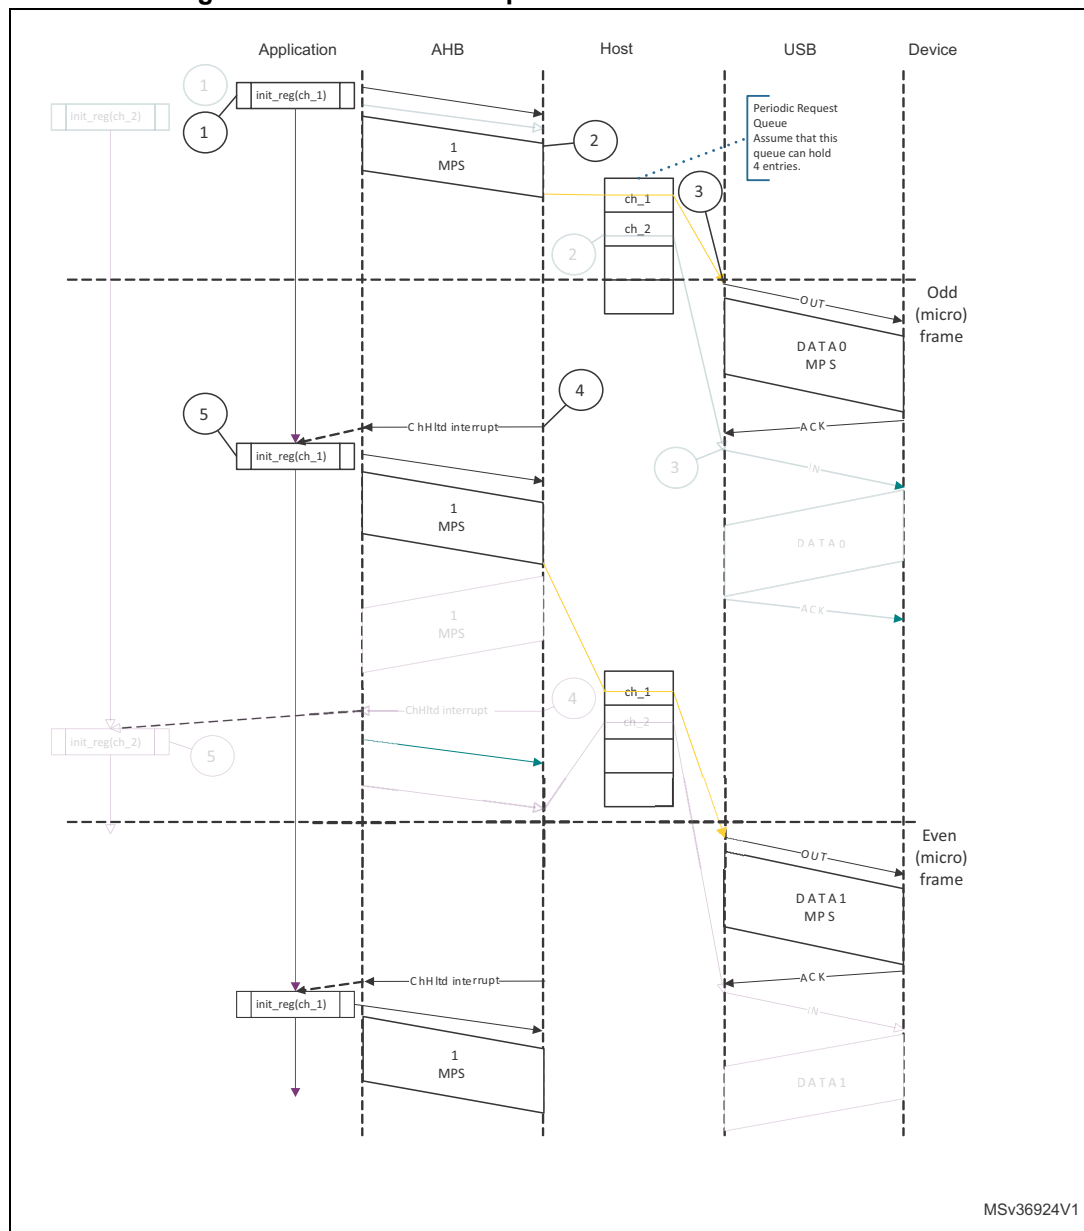 Application AHB Host USB Device
1
init_reg(ch_1)
init_reg(ch_2)
1
2
1
MPS
Periodic Request
Queue
Assume that this
queue can hold
4 entries.
3
ch_1
ch_2
2
Odd
(micro)
frame
OUT
DATA0
MPS
4
5
ChHltd interrupt
ACK
init_reg(ch_1)
3
IN
1
MPS
DATA0
ACK
1
MPS
ch_1
4
ChHltd interrupt
ch_2
init_reg(ch_2)
5
Even
(micro)
frame
OUT
DATA1
MPS
ChHltd interrupt
ACK
init_reg(ch_1)
IN
1
MPS
DATA1
MSv36924V1